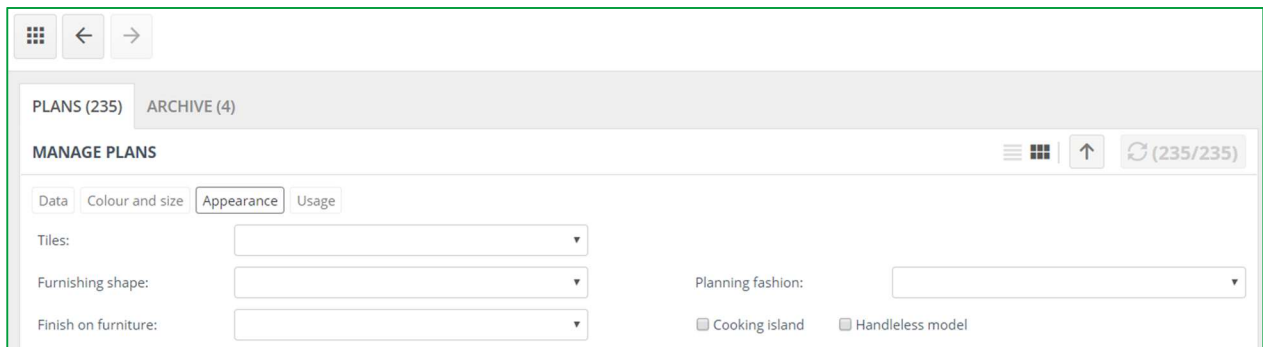 PLANS (235) ARCHIVE (4)
MANAGE PLANS (235/235)
Data Colour and size Appearance Usage
Tiles:
Furnishing shape: Planning fashion:
Finish on furniture: Cooking island Handleless model